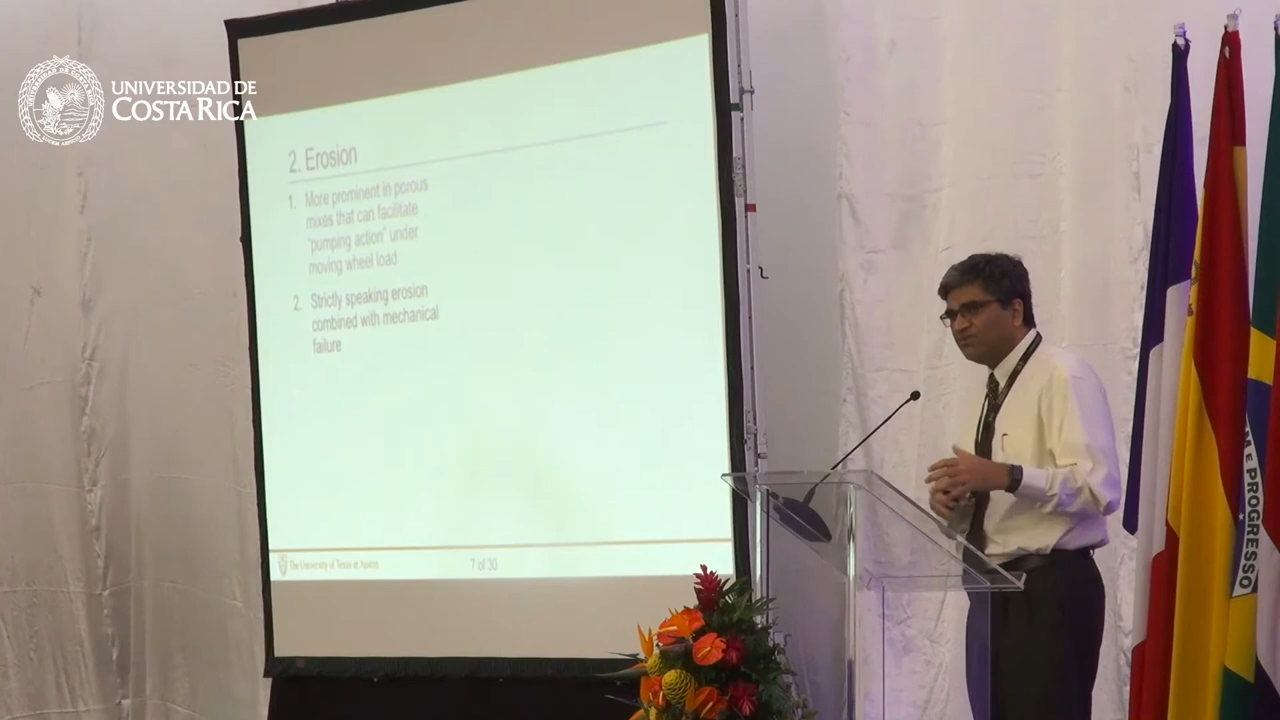 UNIVERSIDAD DE
COSTA RICA
2. Erosion
1. More prominent in porous
mixes that can facilitate
"pumping action" under
moving wheel load
2. Strictly speaking erosion
combined with mechanical
failure
The University of Texas at Austin
7 of 30
M E PROGRESSO